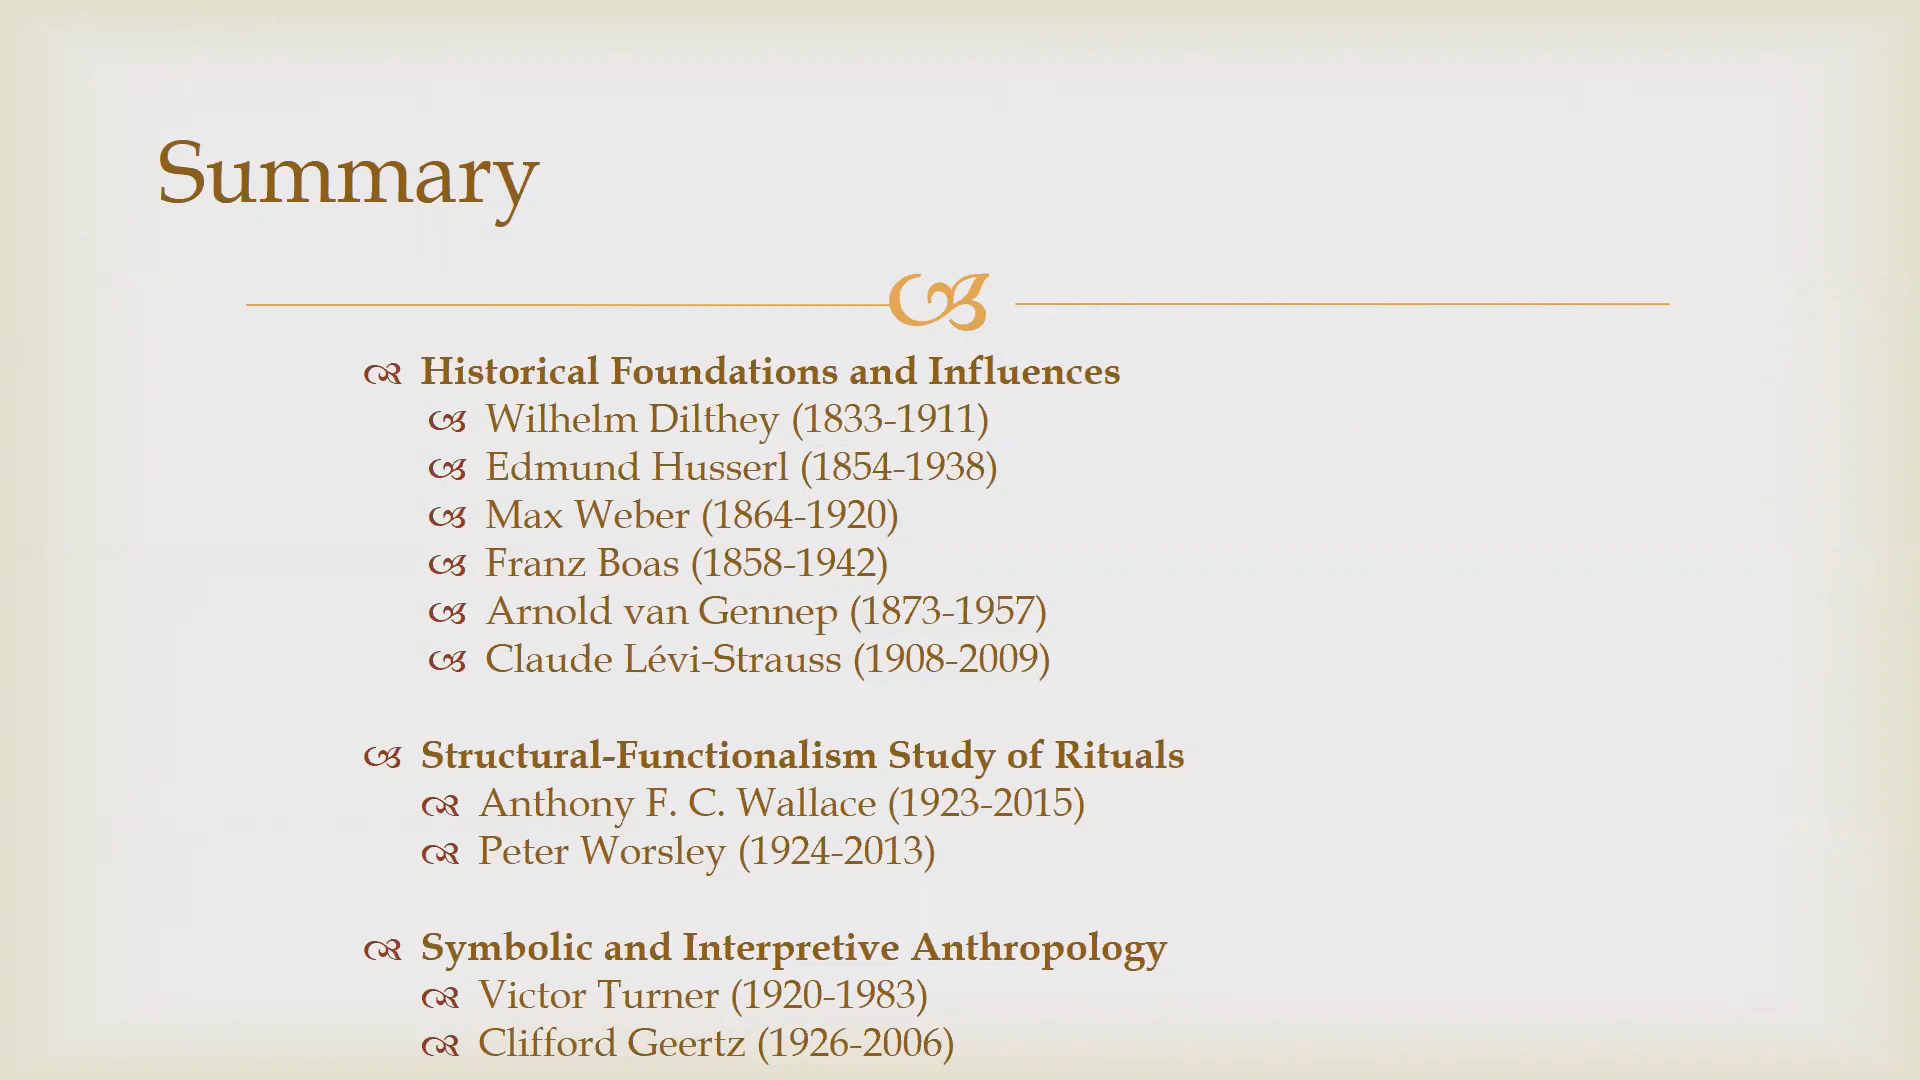 Summary
Historical Foundations and Influences
Wilhelm Dilthey (1833-1911)
Edmund Husserl (1854-1938)
Max Weber (1864-1920)
Franz Boas (1858-1942)
Arnold van Gennep (1873-1957)
Claude Lévi-Strauss (1908-2009)
Structural-Functionalism Study of Rituals
Anthony F. C. Wallace (1923-2015)
Peter Worsley (1924-2013)
Symbolic and Interpretive Anthropology
Victor Turner (1920-1983)
Clifford Geertz (1926-2006)